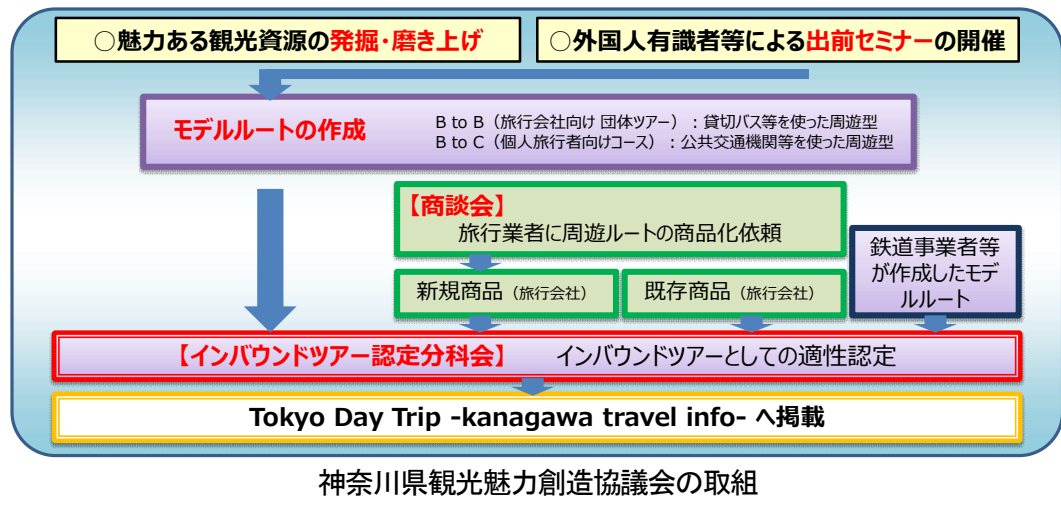 ○魅力ある観光資源の発掘・磨き上げ
○外国人有識者等による出前セミナーの開催
モデルルートの作成
B to B（旅行会社向け 団体ツアー）：貸切バス等を使った周遊型
B to C（個人旅行者向けコース）：公共交通機関等を使った周遊型
【商談会】
旅行業者に周遊ルートの商品化依頼
新規商品（旅行会社）
既存商品（旅行会社）
鉄道事業者等
が作成したモデ
ルルート
【インバウンドツアー認定分科会】 インバウンドツアーとしての適性認定
Tokyo Day Trip -kanagawa travel info- へ掲載
神奈川県観光魅力創造協議会の取組